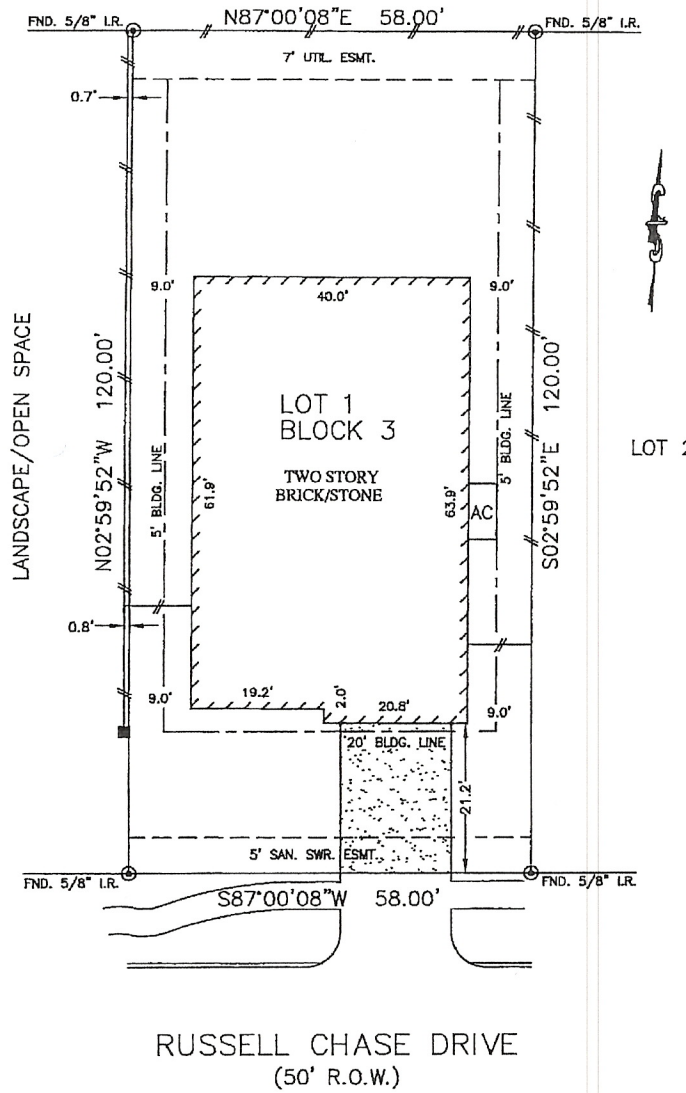 N87°00'08"E 58.00'
FND. 5/8" I.R.
FND. 5/8" I.R.
7' UTIL. ESMT.
0.7'
9.0'
40.0'
9.0'
LANDSCAPE/OPEN SPACE
N02°59'52"W 120.00'
5' BLDG. LINE
61.9'
LOT 1
BLOCK 3
TWO STORY
BRICK/STONE
63.9'
AC
5' BLDG. LINE
S02°59'52"E 120.00'
LOT 2
0.8'
9.0'
19.2'
2.0'
20.8'
9.0'
20' BLDG. LINE
21.2'
5' SAN. SWR. ESMT.
FND. 5/8" I.R.
FND. 5/8" I.R.
S87°00'08"W 58.00'
RUSSELL CHASE DRIVE
(50' R.O.W.)